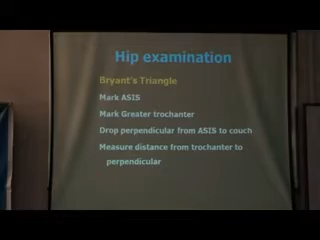 Hip examination
Bryant's Triangle
Mark ASIS
Mark Greater trochanter
Drop perpendicular from ASIS to couch
Measure distance from trochanter to
perpendicular